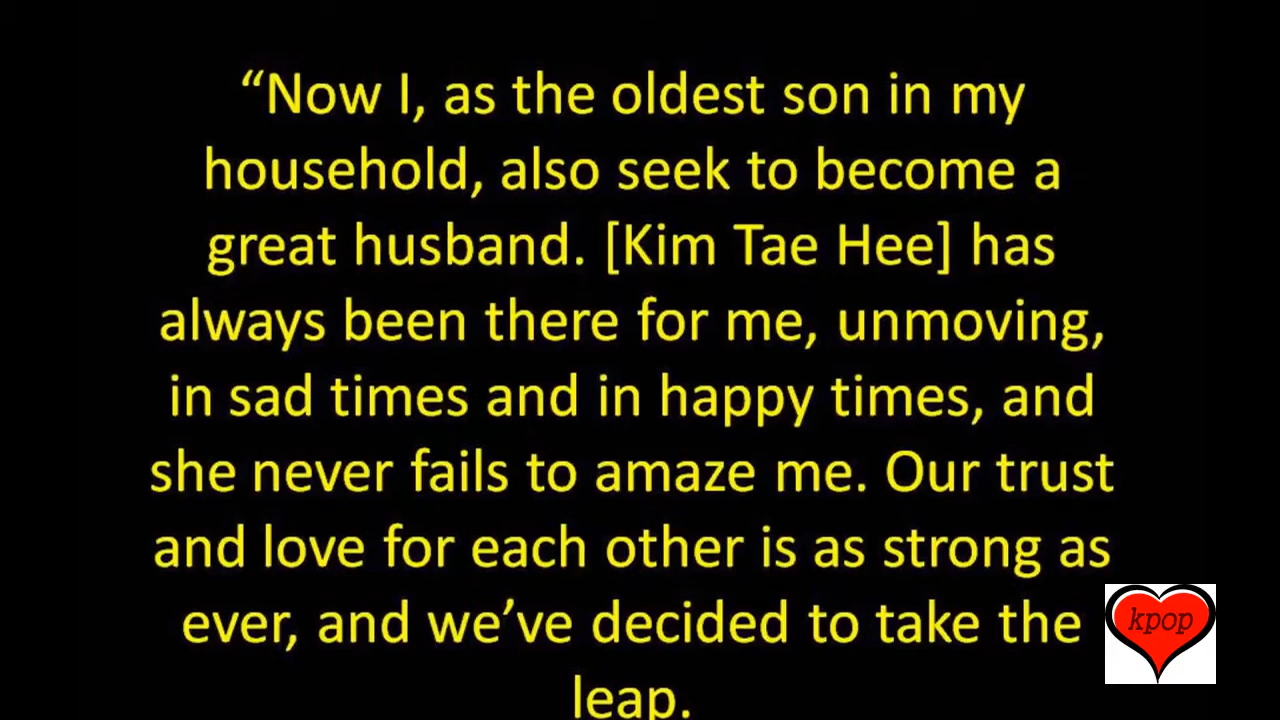 “Now I, as the oldest son in my
household, also seek to become a
great husband. [Kim Tae Hee] has
always been there for me, unmoving,
in sad times and in happy times, and
she never fails to amaze me. Our trust
and love for each other is as strong as
ever, and we’ve decided to take the
leap.
kpop